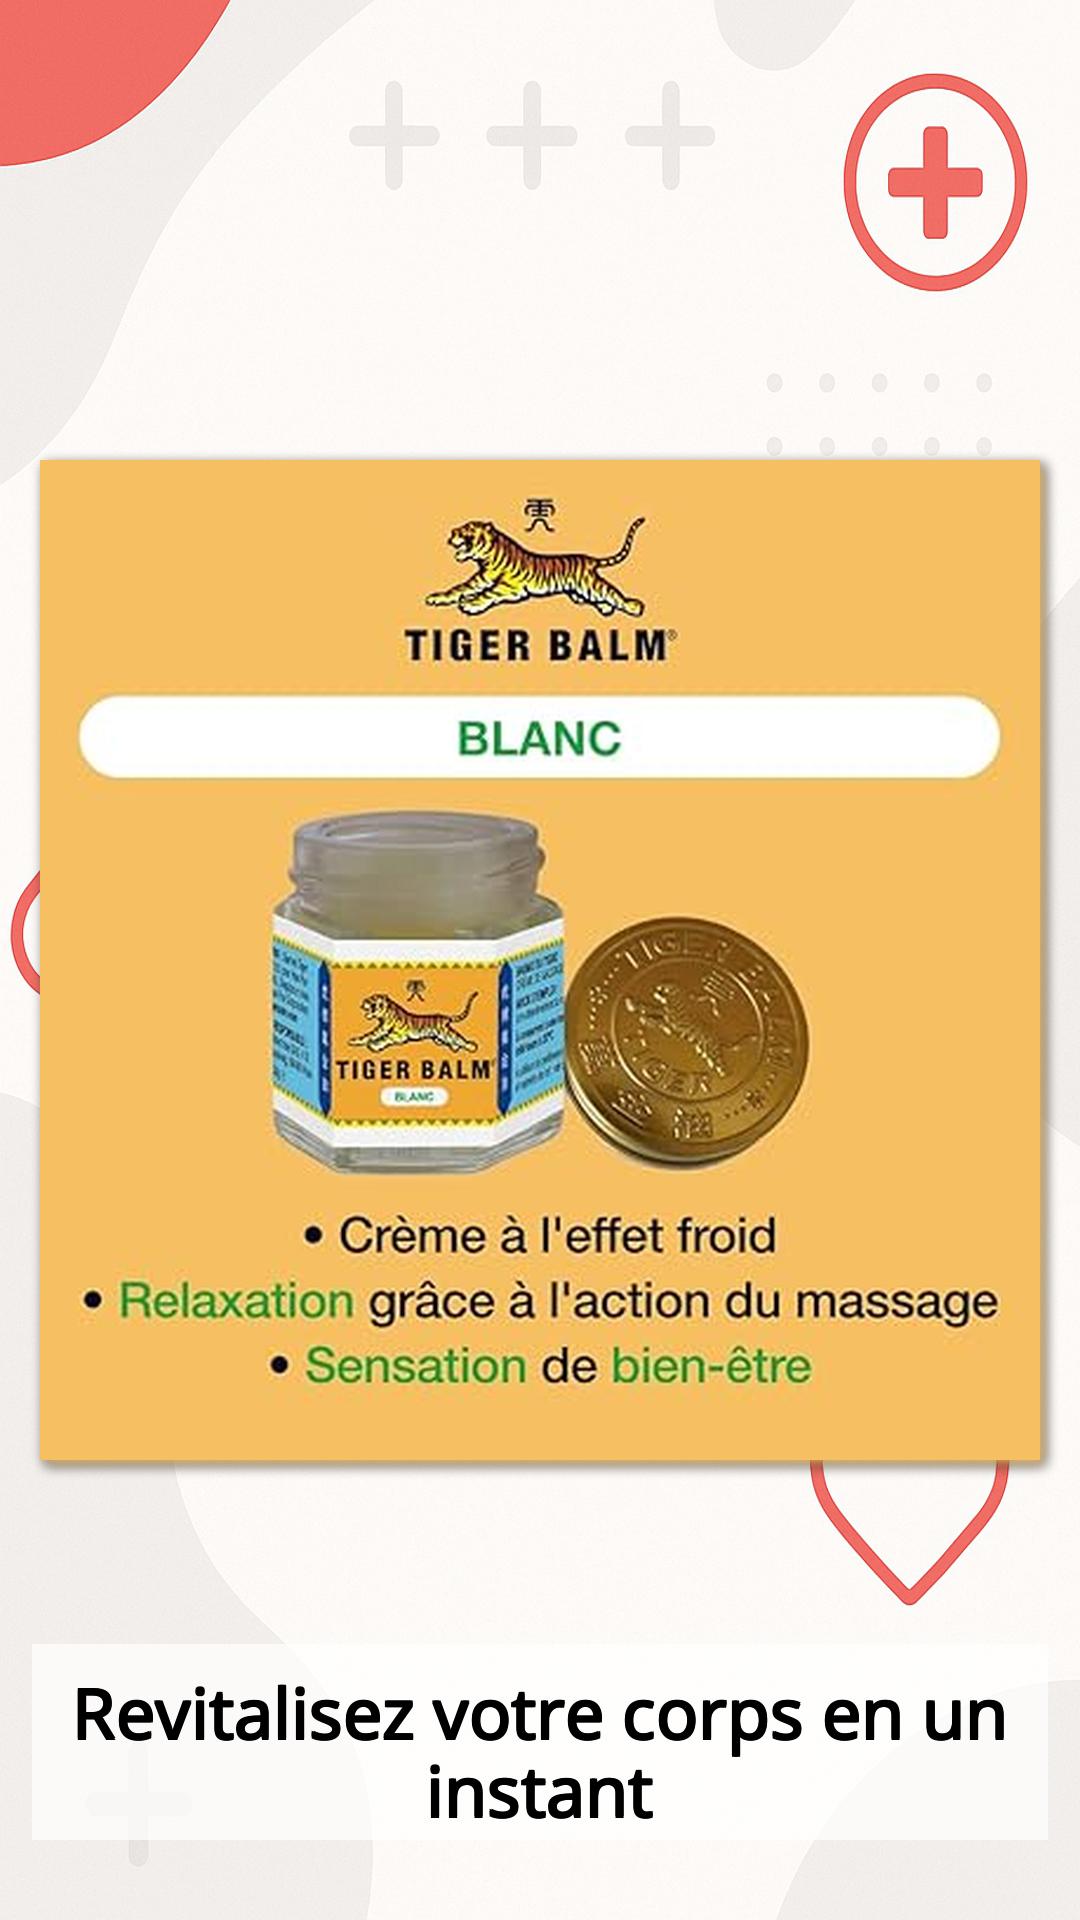 TIGER BALM®
BLANC
TIGER BALM
BLANC
TIGER BALM
TIGER
• Crème à l'effet froid
• Relaxation grâce à l'action du massage
• Sensation de bien-être
Revitalisez votre corps en un
instant